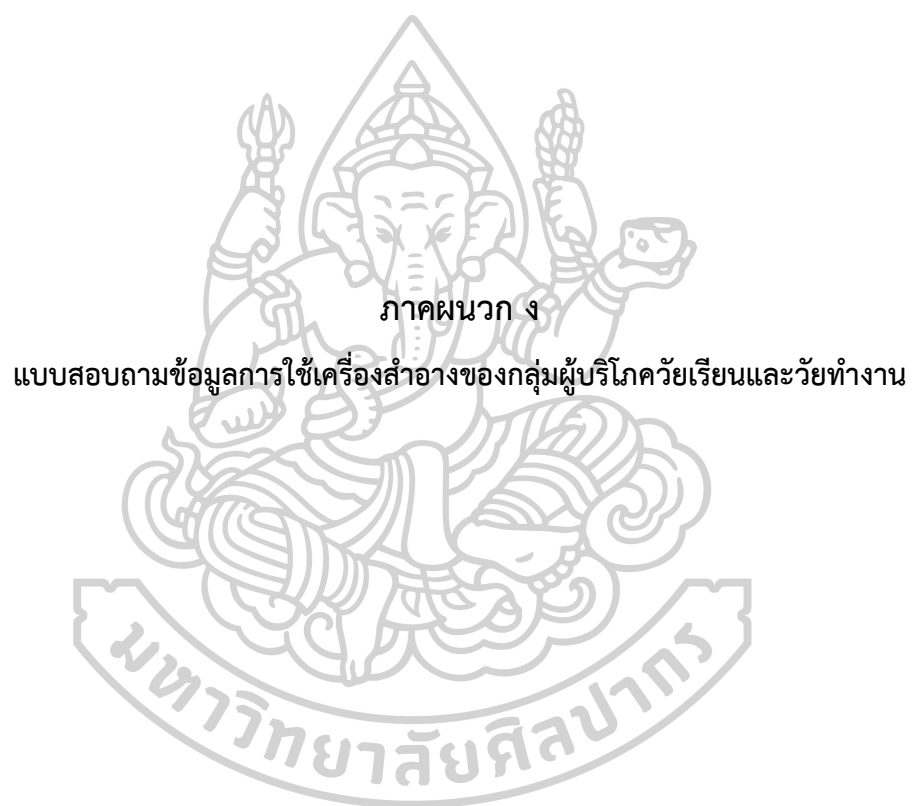 ภาคผนวก ง
แบบสอบถามข้อมูลการใช้เครื่องสำอางของกลุ่มผู้บริโภควัยเรียนและวัยทำงาน
มหาวิทยาลัยศิลปากร